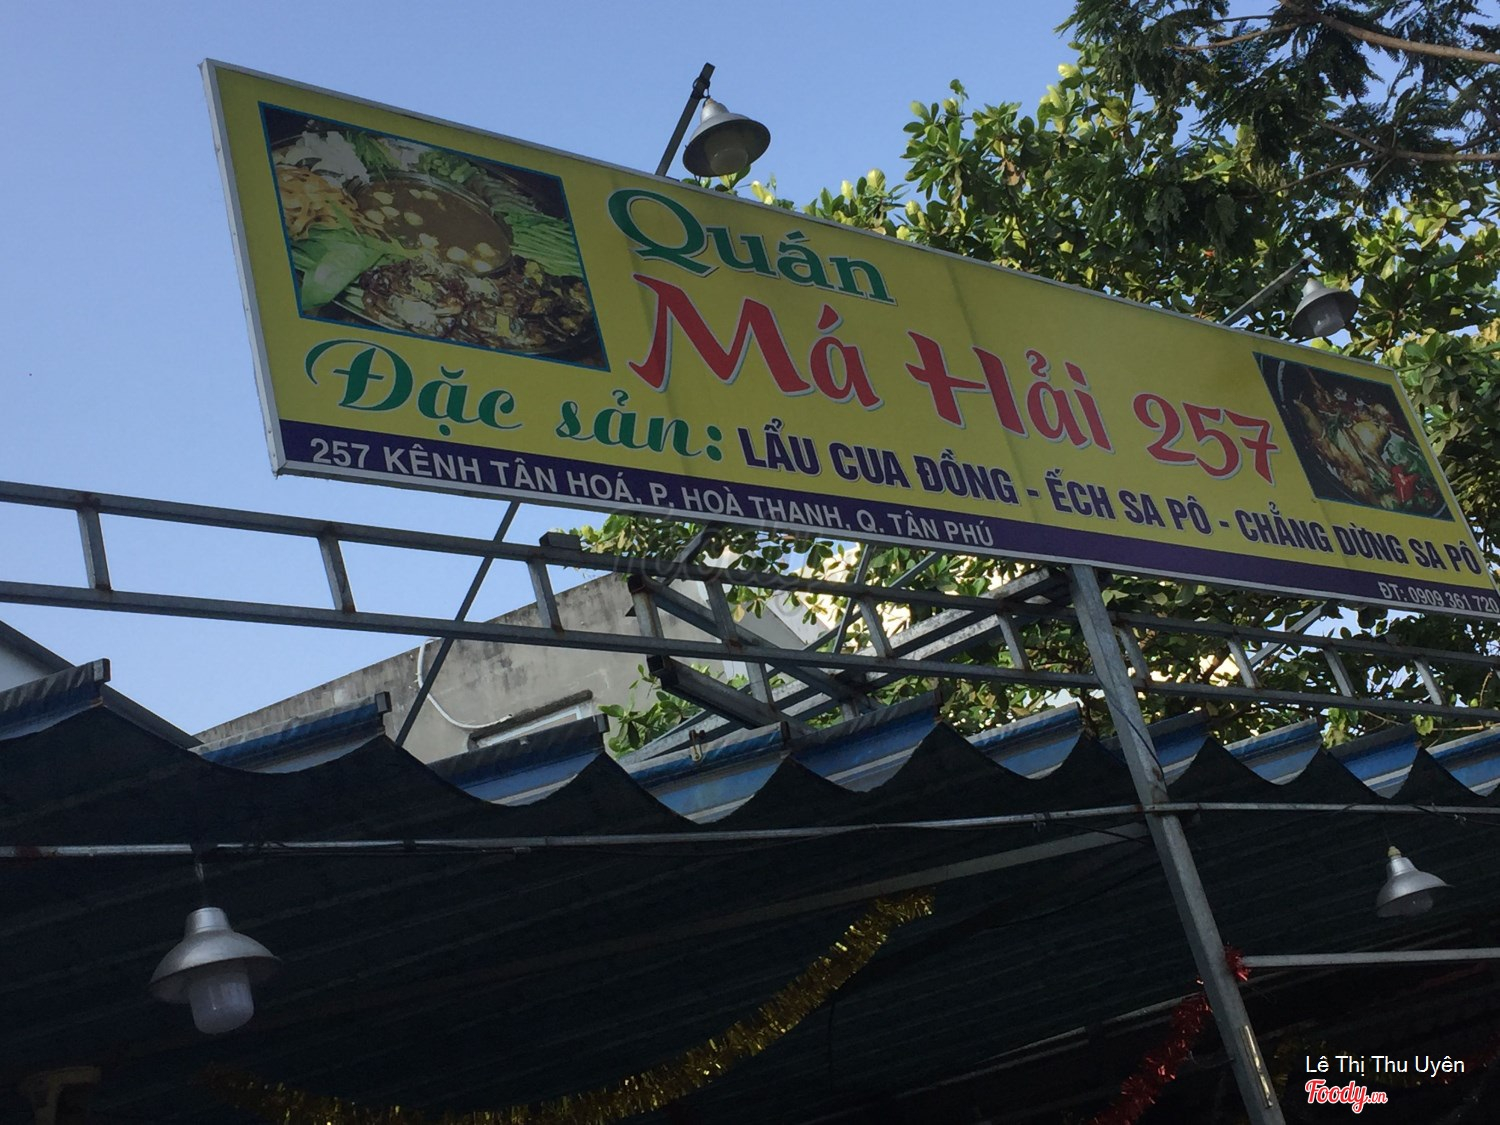 Quán
Má Hải 257
Đặc sản: LẨU CUA ĐỒNG - ẾCH SA PÔ - CHẲNG DỪNG SA PÔ
257 KÊNH TÂN HOÁ, P. HOÀ THẠNH, Q. TÂN PHÚ
ĐT: 0909 361 720
Lê Thị Thu Uyên
Foody.vn